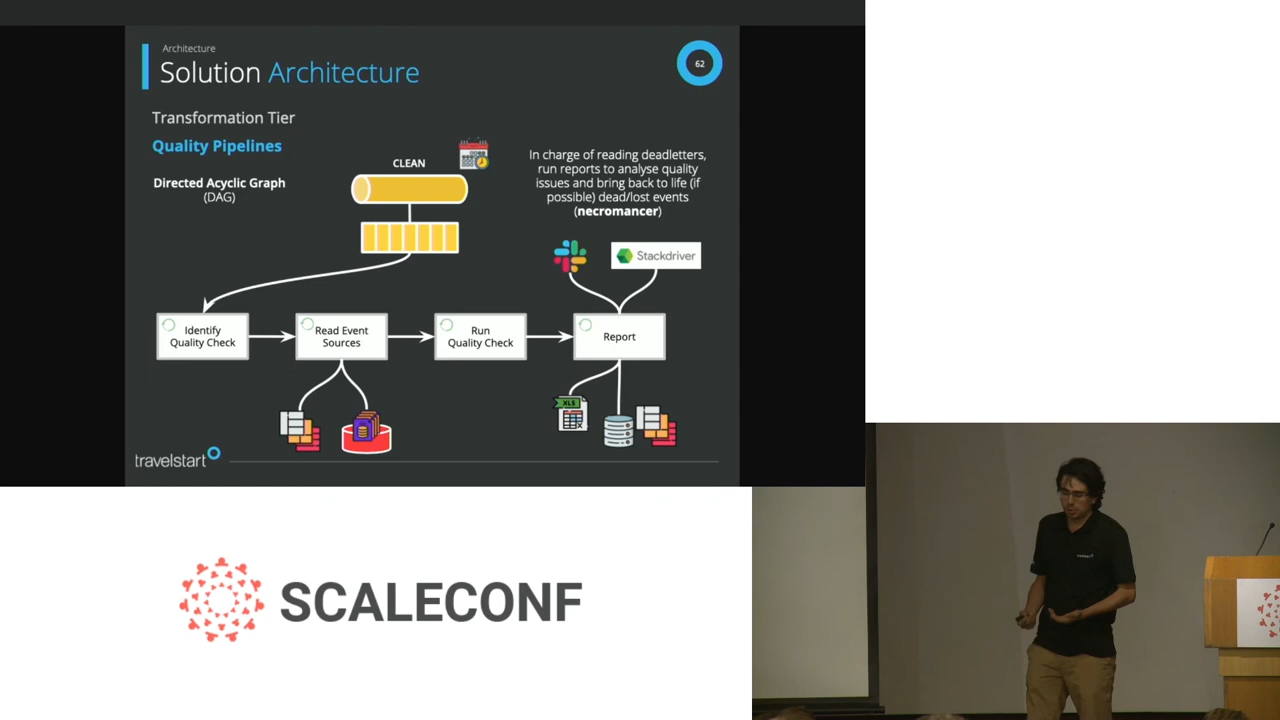 Architecture
Solution Architecture
62
Transformation Tier
Quality Pipelines
Directed Acyclic Graph
(DAG)
CLEAN
In charge of reading deadletters,
run reports to analyse quality
issues and bring back to life (if
possible) dead/lost events
(necromancer)
Stackdriver
Identify
Quality Check
Read Event
Sources
Run
Quality Check
Report
XLS
travelstart
SCALECONF